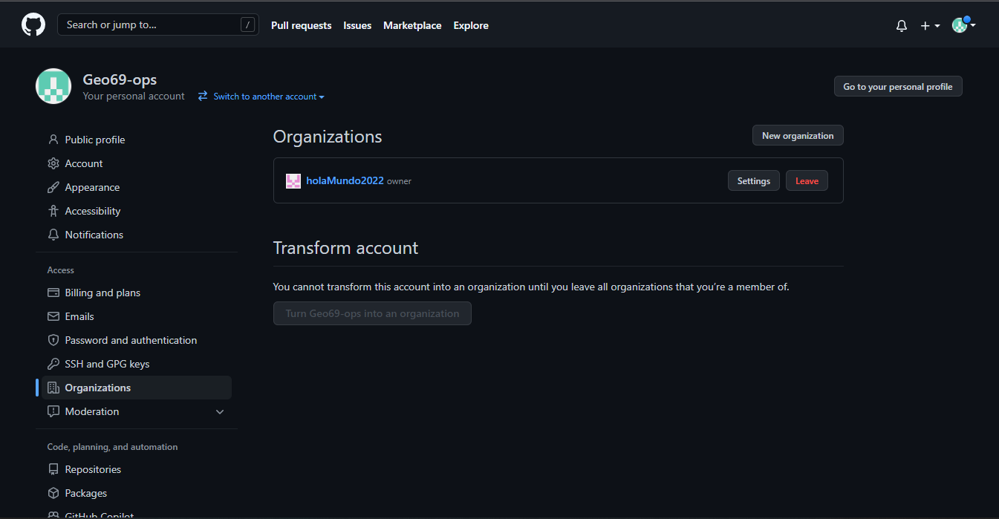 Search or jump to... / Pull requests Issues Marketplace Explore
Geo69-ops
Your personal account Switch to another account
Go to your personal profile
Public profile
Account
Appearance
Accessibility
Notifications
Access
Billing and plans
Emails
Password and authentication
SSH and GPG keys
Organizations
Moderation
Code, planning, and automation
Repositories
Packages
GitHub Copilot
Organizations New organization
holaMundo2022 owner Settings Leave
Transform account
You cannot transform this account into an organization until you leave all organizations that you’re a member of.
Turn Geo69-ops into an organization